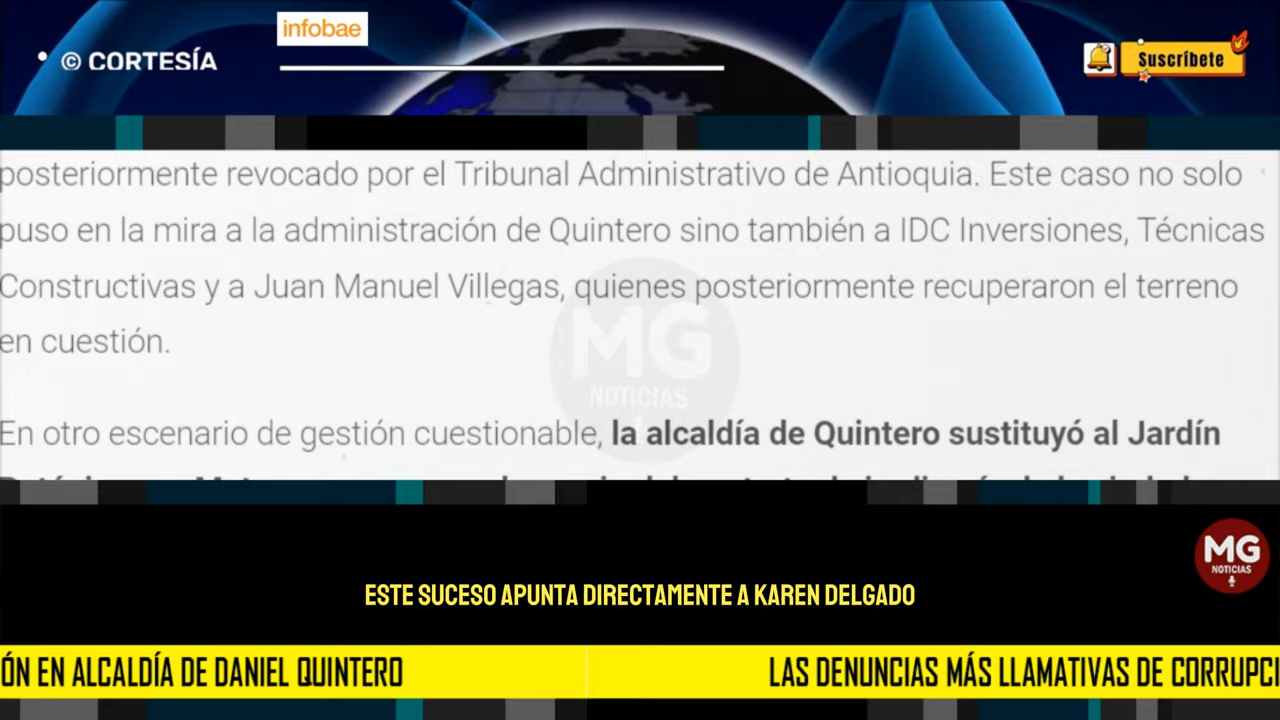 infobae
© CORTESÍA
Suscríbete
posteriormente revocado por el Tribunal Administrativo de Antioquia. Este caso no solo
puso en la mira a la administración de Quintero sino también a IDC Inversiones, Técnicas
Constructivas y a Juan Manuel Villegas, quienes posteriormente recuperaron el terreno
en cuestión.
MG
NOTICIAS
En otro escenario de gestión cuestionable, la alcaldía de Quintero sustituyó al Jardín
MG
NOTICIAS
ESTE SUCESO APUNTA DIRECTAMENTE A KAREN DELGADO
ÓN EN ALCALDÍA DE DANIEL QUINTERO
LAS DENUNCIAS MÁS LLAMATIVAS DE CORRUPCI